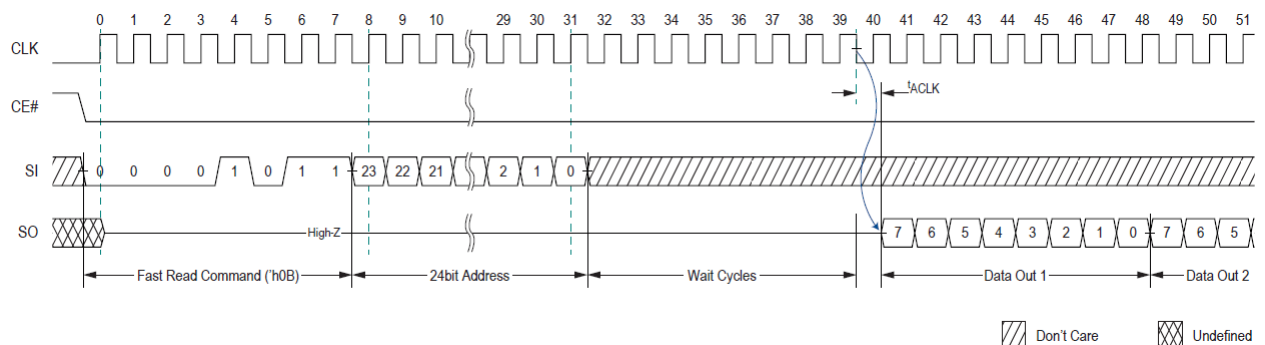 0 1 2 3 4 5 6 7 8 9 10 29 30 31 32 33 34 35 36 37 38 39 40 41 42 43 44 45 46 47 48 49 50 51
CLK
tACLK
CE#
SI 0 0 0 0 1 0 1 1 23 22 21 2 1 0
SO High-Z 7 6 5 4 3 2 1 0 7 6 5
Fast Read Command ('h0B) 24bit Address Wait Cycles Data Out 1 Data Out 2
Don't Care Undefined